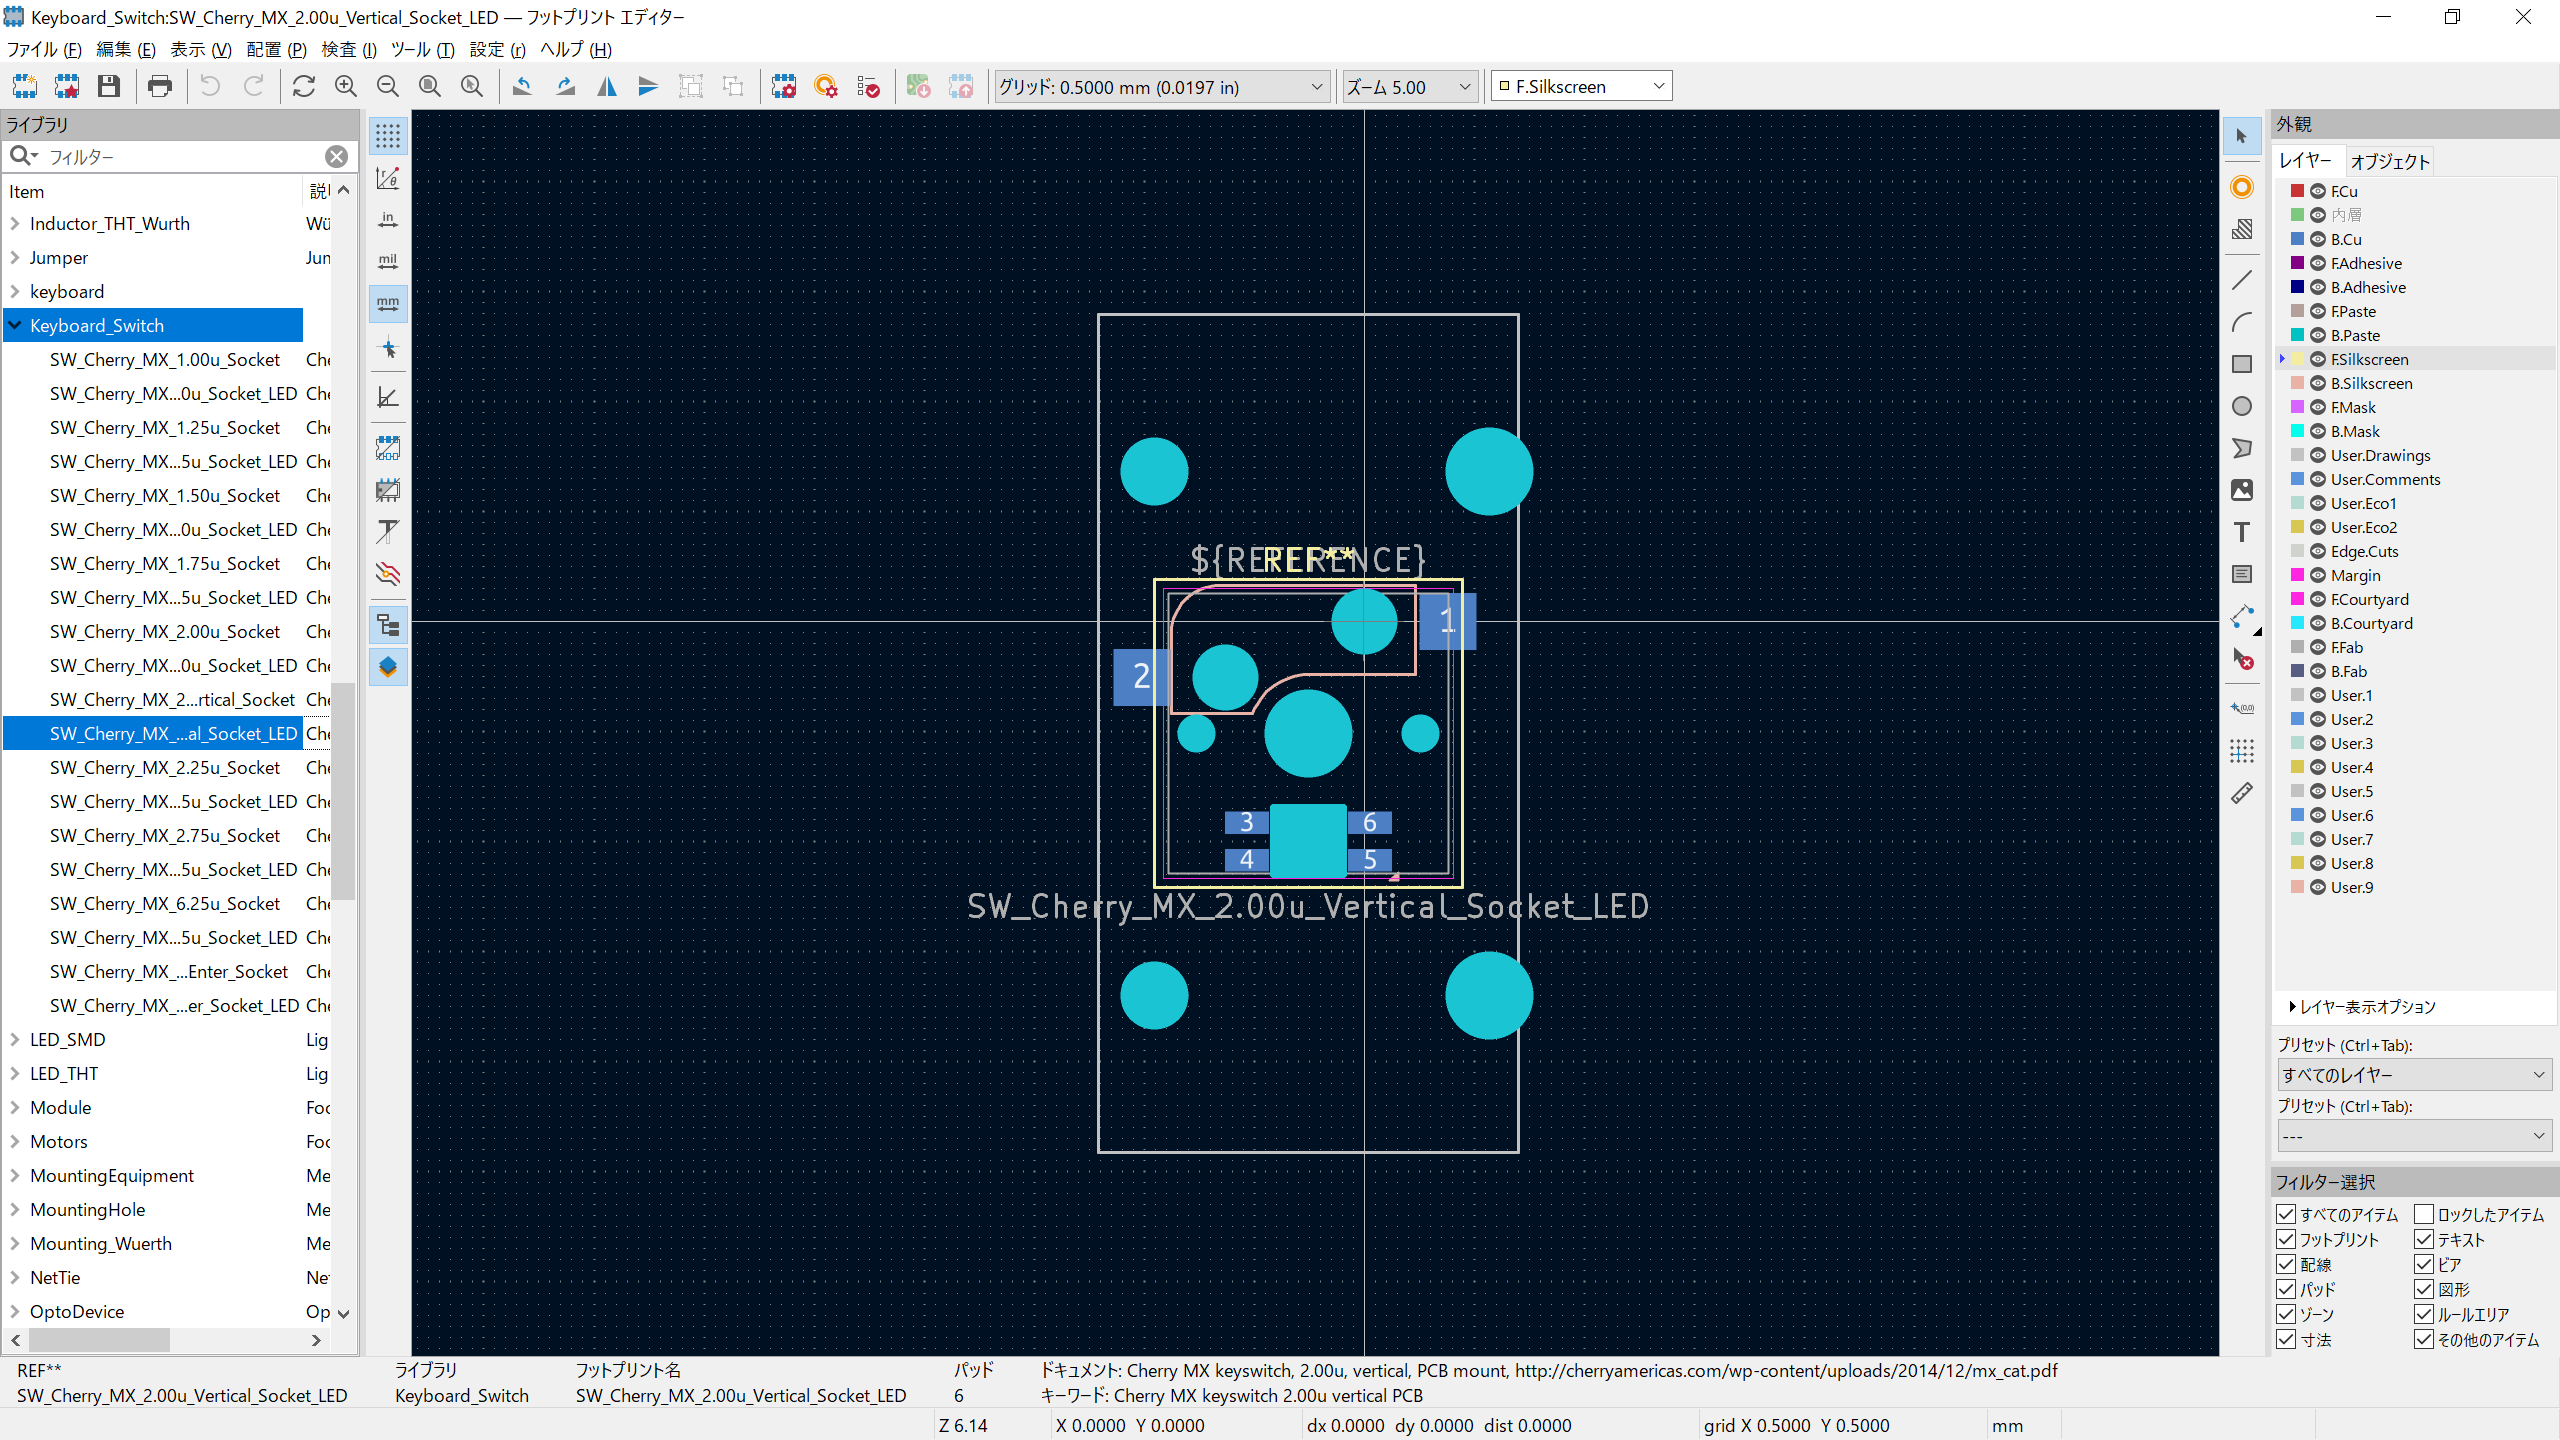 Keyboard_Switch:SW_Cherry_MX_2.00u_Vertical_Socket_LED — フットプリント エディター
ファイル (F) 編集 (E) 表示 (V) 配置 (P) 検査 (I) ツール (T) 設定 (r) ヘルプ (H)
グリッド: 0.5000 mm (0.0197 in) ズーム 5.00 F.Silkscreen
ライブラリ
フィルター
Item 説
Inductor_THT_Wurth Wü
Jumper Jun
keyboard
Keyboard_Switch
SW_Cherry_MX_1.00u_Socket Che
SW_Cherry_MX...0u_Socket_LED Che
SW_Cherry_MX_1.25u_Socket Che
SW_Cherry_MX...5u_Socket_LED Che
SW_Cherry_MX_1.50u_Socket Che
SW_Cherry_MX...0u_Socket_LED Che
SW_Cherry_MX_1.75u_Socket Che
SW_Cherry_MX...5u_Socket_LED Che
SW_Cherry_MX_2.00u_Socket Che
SW_Cherry_MX...0u_Socket_LED Che
SW_Cherry_MX_2...rtical_Socket Che
SW_Cherry_MX_...al_Socket_LED Che
SW_Cherry_MX_2.25u_Socket Che
SW_Cherry_MX...5u_Socket_LED Che
SW_Cherry_MX_2.75u_Socket Che
SW_Cherry_MX...5u_Socket_LED Che
SW_Cherry_MX_6.25u_Socket Che
SW_Cherry_MX...5u_Socket_LED Che
SW_Cherry_MX_...Enter_Socket Che
SW_Cherry_MX_...er_Socket_LED Che
LED_SMD Lig
LED_THT Lig
Module Foo
Motors Foo
MountingEquipment Me
MountingHole Me
Mounting_Wuerth Me
NetTie Ne
OptoDevice Op
in
mil
mm
${REFERENCE}
REF**
1
2
3 6
4 5
SW_Cherry_MX_2.00u_Vertical_Socket_LED
(0,0)
外観
レイヤー オブジェクト
F.Cu
内層
B.Cu
F.Adhesive
B.Adhesive
F.Paste
B.Paste
F.Silkscreen
B.Silkscreen
F.Mask
B.Mask
User.Drawings
User.Comments
User.Eco1
User.Eco2
Edge.Cuts
Margin
F.Courtyard
B.Courtyard
F.Fab
B.Fab
User.1
User.2
User.3
User.4
User.5
User.6
User.7
User.8
User.9
レイヤー表示オプション
プリセット (Ctrl+Tab):
すべてのレイヤー
プリセット (Ctrl+Tab):
---
フィルター選択
すべてのアイテム ロックしたアイテム
フットプリント テキスト
配線 ビア
パッド 図形
ゾーン ルールエリア
寸法 その他のアイテム
REF** ライブラリ フットプリント名 パッド ドキュメント: Cherry MX keyswitch, 2.00u, vertical, PCB mount, http://cherryamericas.com/wp-content/uploads/2014/12/mx_cat.pdf
SW_Cherry_MX_2.00u_Vertical_Socket_LED Keyboard_Switch SW_Cherry_MX_2.00u_Vertical_Socket_LED 6 キーワード: Cherry MX keyswitch 2.00u vertical PCB
Z 6.14 X 0.0000 Y 0.0000 dx 0.0000 dy 0.0000 dist 0.0000 grid X 0.5000 Y 0.5000 mm